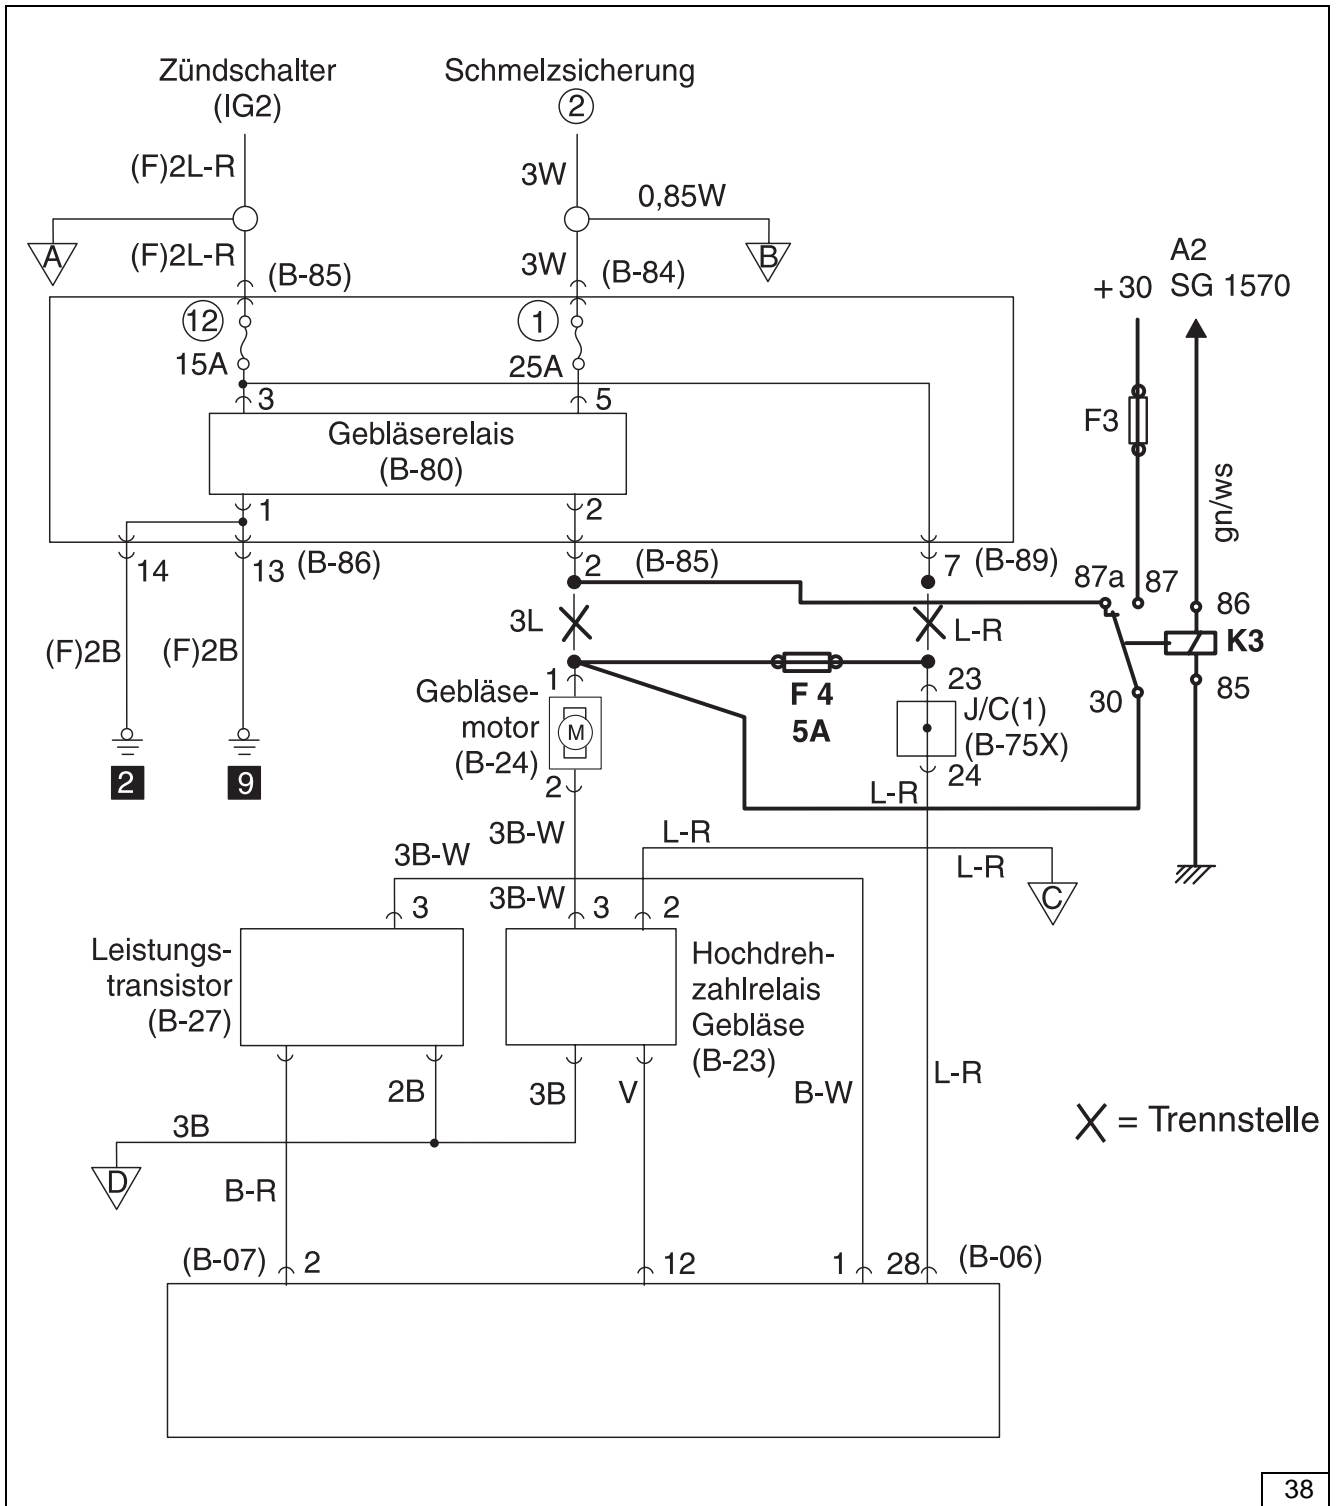 Zündschalter
(IG2)
Schmelzsicherung
2
(F)2L-R
3W
0,85W
A
(F)2L-R
(B-85)
3W
(B-84)
B
A2
+30
SG 1570
12
15A
1
25A
3
5
F3
Gebläserelais
(B-80)
gn/ws
1
2
14
13
(B-86)
2
(B-85)
7
(B-89)
87a
87
86
3L
L-R
K3
(F)2B
(F)2B
1
Gebläse-
motor
(B-24)
M
2
F 4
5A
23
J/C(1)
(B-75X)
24
30
85
2
9
L-R
3B-W
L-R
3B-W
L-R
C
3
3B-W
3
2
Leistungs-
transistor
(B-27)
Hochdreh-
zahlrelais
Gebläse
(B-23)
2B
3B
V
B-W
L-R
X = Trennstelle
3B
D
B-R
(B-07)
2
12
1
28
(B-06)
38